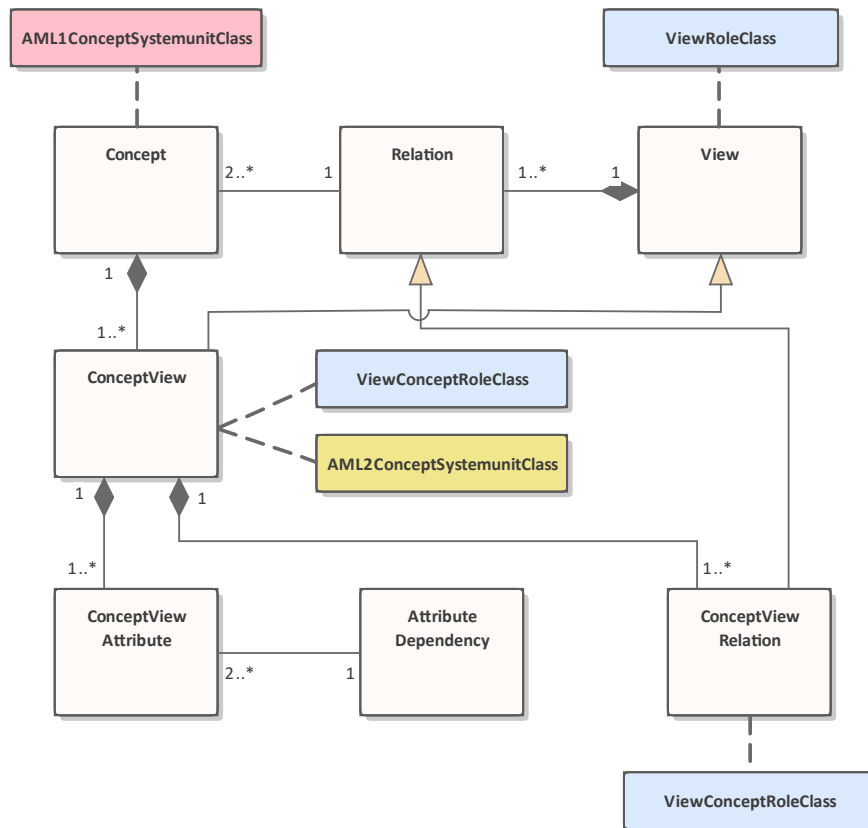 AML1ConceptSystemunitClass
ViewRoleClass
Concept
Relation
View
2..*
1
1..*
1
1
1..*
ConceptView
ViewConceptRoleClass
AML2ConceptSystemunitClass
1
1
1..*
1..*
ConceptView
Attribute
Attribute
Dependency
ConceptView
Relation
2..*
1
ViewConceptRoleClass